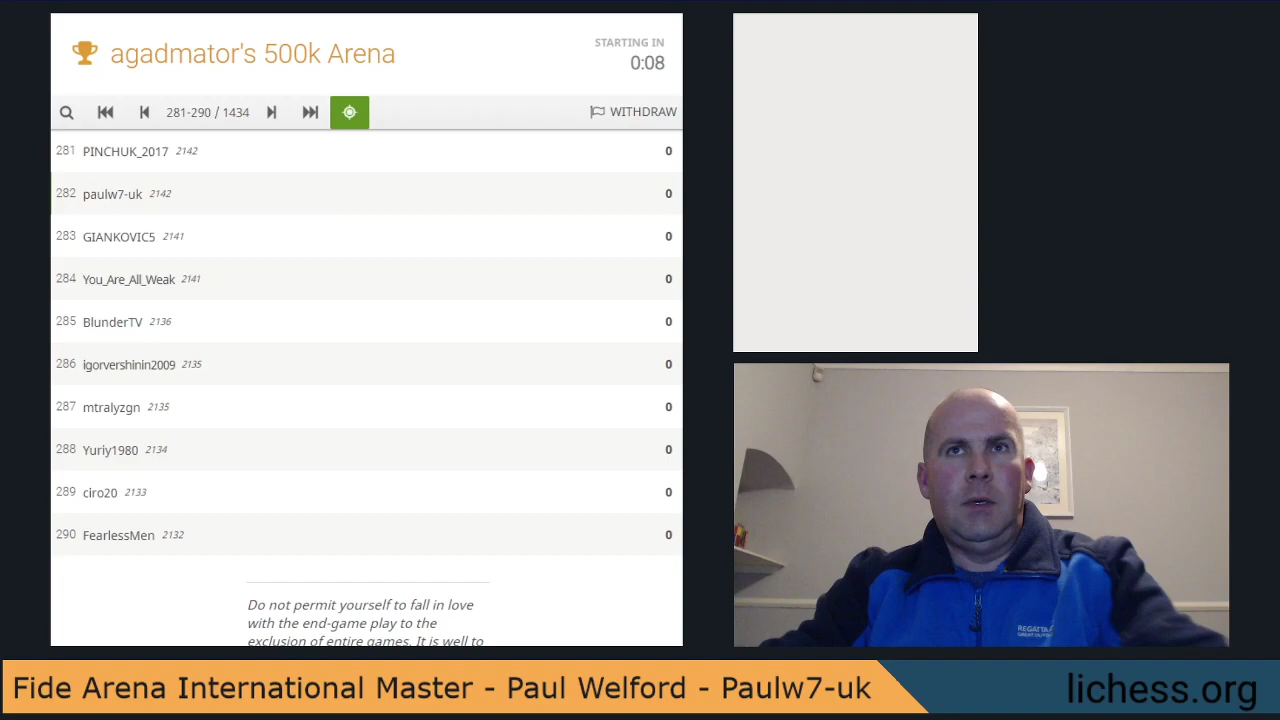 agadmator's 500k Arena
STARTING IN
0:08
281-290 / 1434
WITHDRAW
281 PINCHUK_2017 2142 0
282 paulw7-uk 2142 0
283 GIANKOVIC5 2141 0
284 You_Are_All_Weak 2141 0
285 BlunderTV 2136 0
286 igorvershinin2009 2135 0
287 mtralyzgn 2135 0
288 Yuriy1980 2134 0
289 ciro20 2133 0
290 FearlessMen 2132 0
Do not permit yourself to fall in love
with the end-game play to the
exclusion of entire games. It is well to
REGATTA
Fide Arena International Master - Paul Welford - Paulw7-uk
lichess.org